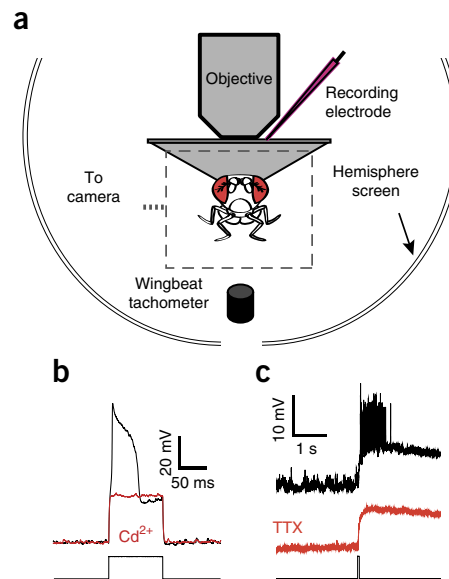 a
Objective
Recording
electrode
To
camera
Hemisphere
screen
Wingbeat
tachometer
b
20 mV
50 ms
Cd2+
c
10 mV
1 s
TTX